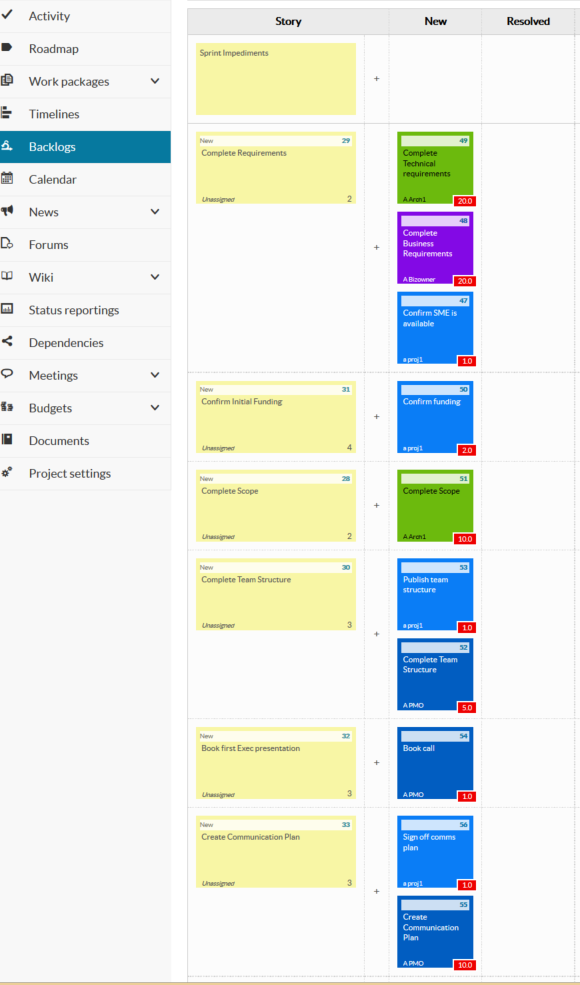 Activity
Roadmap
Work packages
Timelines
Backlogs
Calendar
News
Forums
Wiki
Status reportings
Dependencies
Meetings
Budgets
Documents
Project settings
Story New Resolved
Sprint Impediments
+
New 29
Complete Requirements
Unassigned 2
+
49
Complete
Technical
requirements
A Arch1 20.0
48
Complete
Business
Requirements
A Bizowner 20.0
47
Confirm SME is
available
a proj1 1.0
New 31
Confirm Initial Funding
Unassigned 4
+
50
Confirm funding
a proj1 2.0
New 28
Complete Scope
Unassigned 2
+
51
Complete Scope
A Arch1 10.0
New 30
Complete Team Structure
Unassigned 3
+
53
Publish team
structure
a proj1 1.0
52
Complete Team
Structure
A PMO 5.0
New 32
Book first Exec presentation
Unassigned 3
+
54
Book call
A PMO 1.0
New 33
Create Communication Plan
Unassigned 3
+
56
Sign off comms
plan
a proj1 1.0
55
Create
Communication
Plan
A PMO 10.0